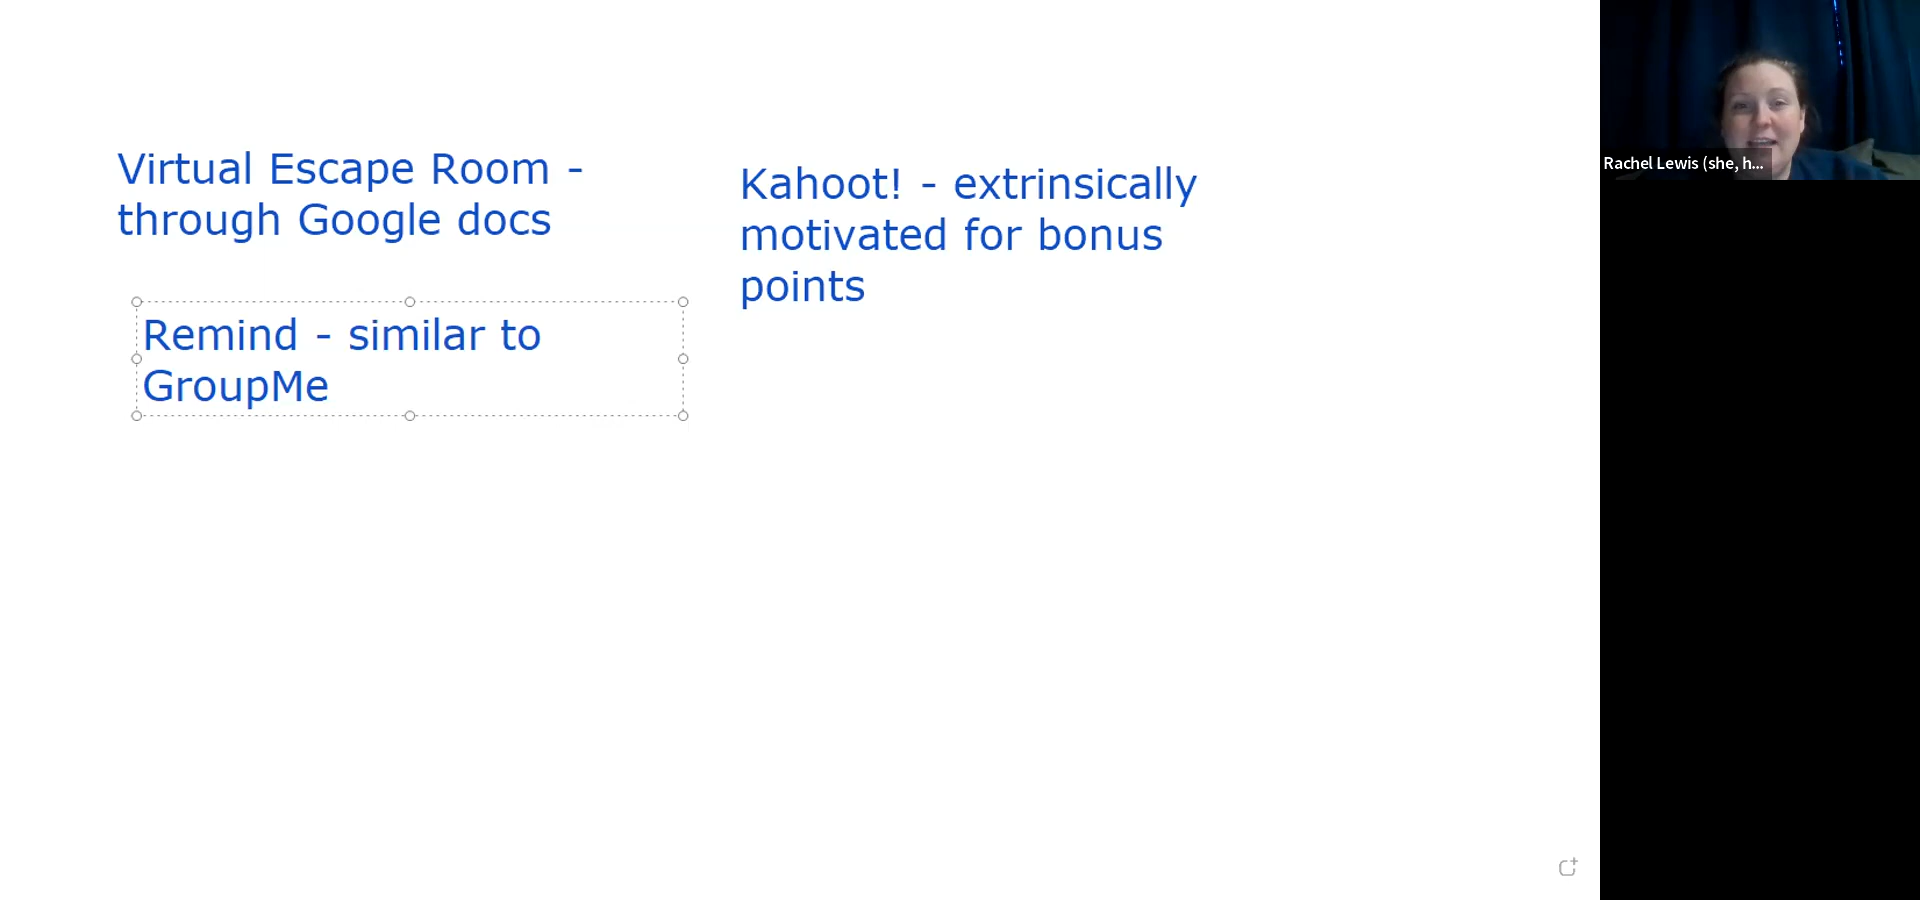 Virtual Escape Room -
through Google docs
Remind - similar to
GroupMe
Kahoot! - extrinsically
motivated for bonus
points
Rachel Lewis (she, h...